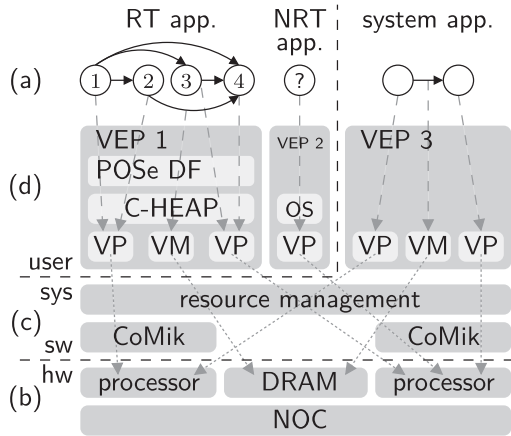 RT app.
NRT app.
system app.
(a)
1
2
3
4
?
(d)
VEP 1
VEP 2
VEP 3
POSe DF
C-HEAP
OS
VP
VM
VP
VP
VP
VM
VP
user
sys
resource management
(c)
CoMik
CoMik
sw
hw
processor
DRAM
processor
(b)
NOC